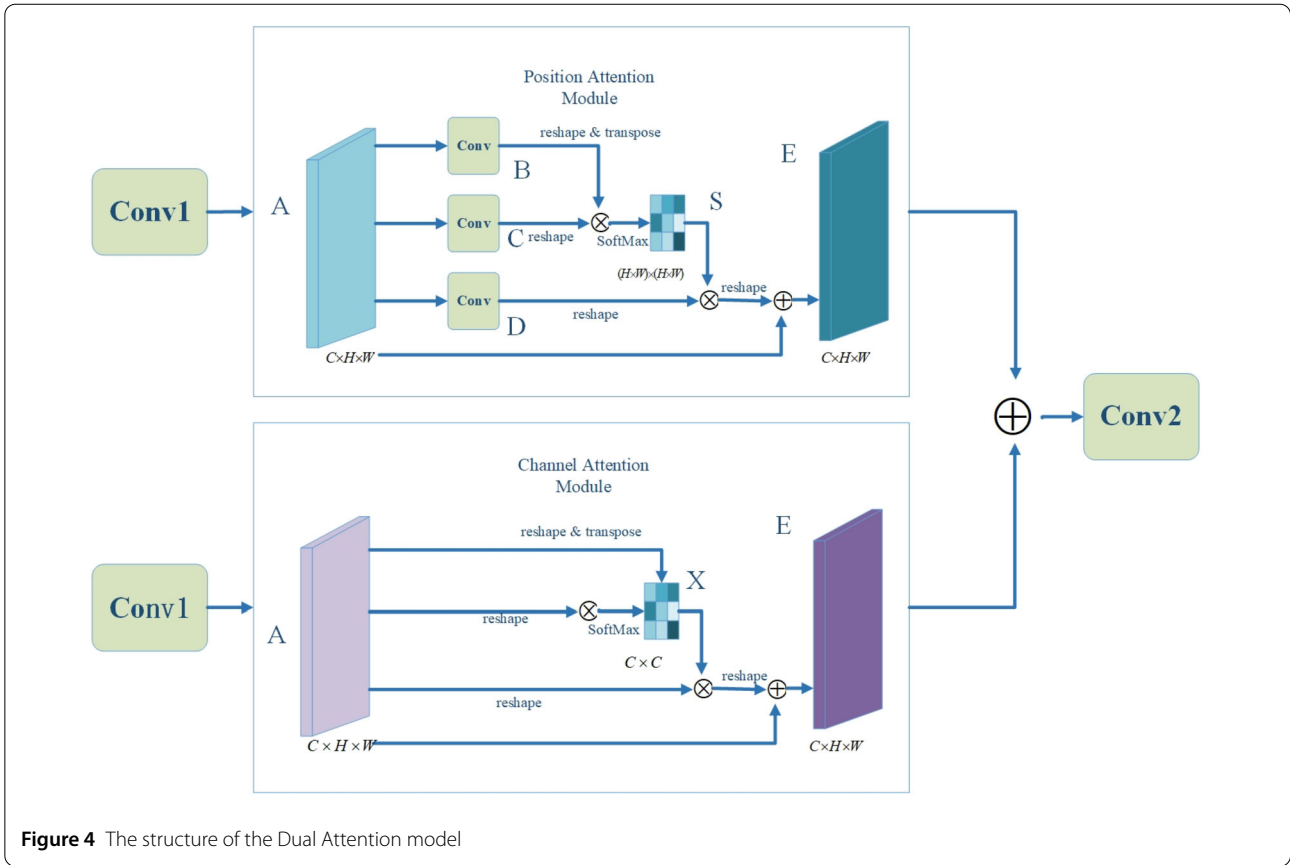 Position Attention
Module
Conv1
A
Conv
B
reshape & transpose
Conv
C
reshape
SoftMax
S
(H×W)×(H×W)
Conv
D
reshape
reshape
E
C×H×W
C×H×W
Conv2
Channel Attention
Module
Conv1
A
reshape & transpose
reshape
SoftMax
X
C × C
reshape
reshape
E
C × H × W
C×H×W
Figure 4 The structure of the Dual Attention model